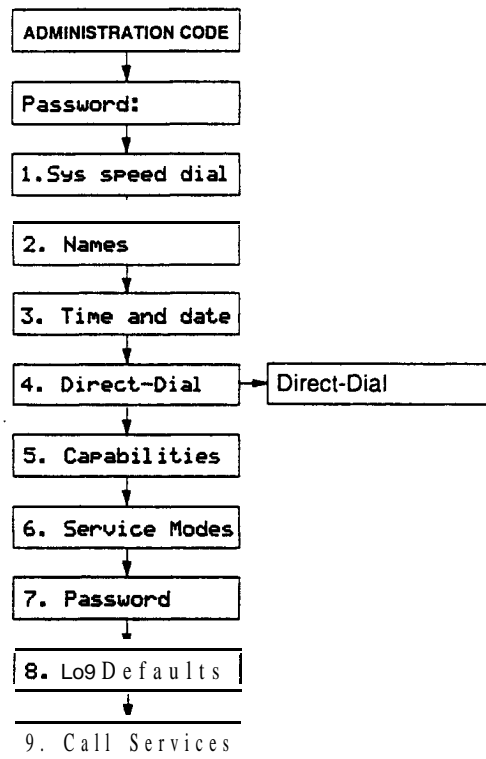 ADMINISTRATION CODE
Password:
1.Sys speed dial
2. Names
3. Time and date
4. Direct-Dial
Direct-Dial
5. Capabilities
6. Service Modes
7. Password
8. Lo9 Defaults
9. Call Services